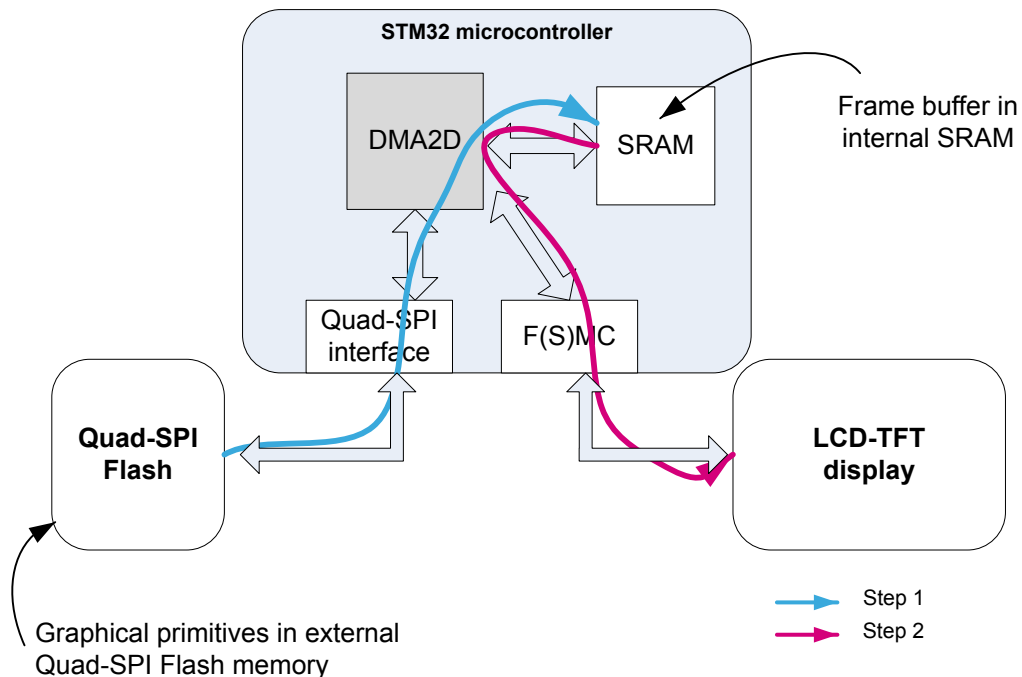 STM32 microcontroller
DMA2D
SRAM
Frame buffer in
internal SRAM
Quad-SPI
interface
F(S)MC
Quad-SPI
Flash
LCD-TFT
display
Step 1
Step 2
Graphical primitives in external
Quad-SPI Flash memory